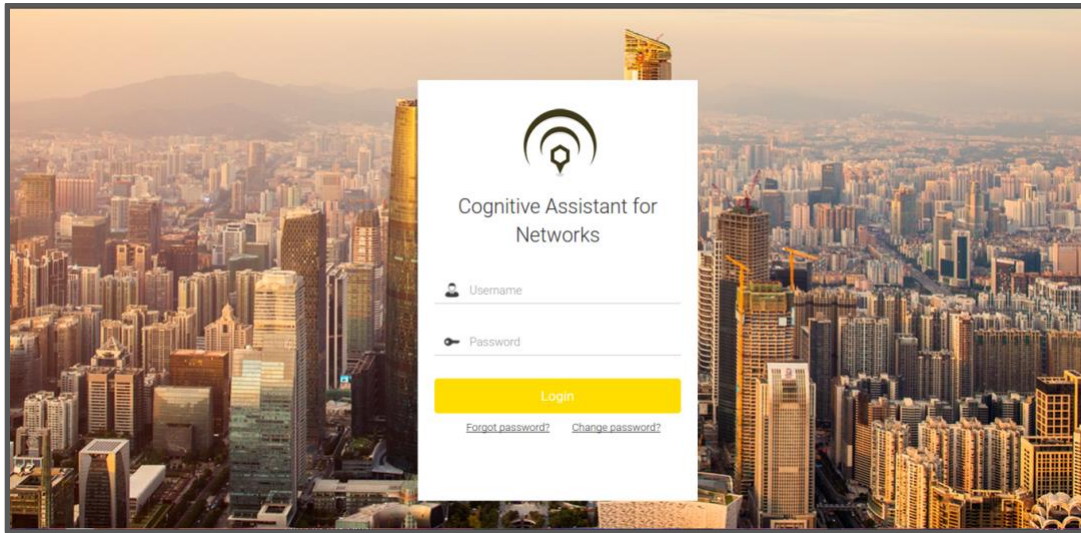 Cognitive Assistant for
Networks
Username
Password
Login
Forgot password? Change password?